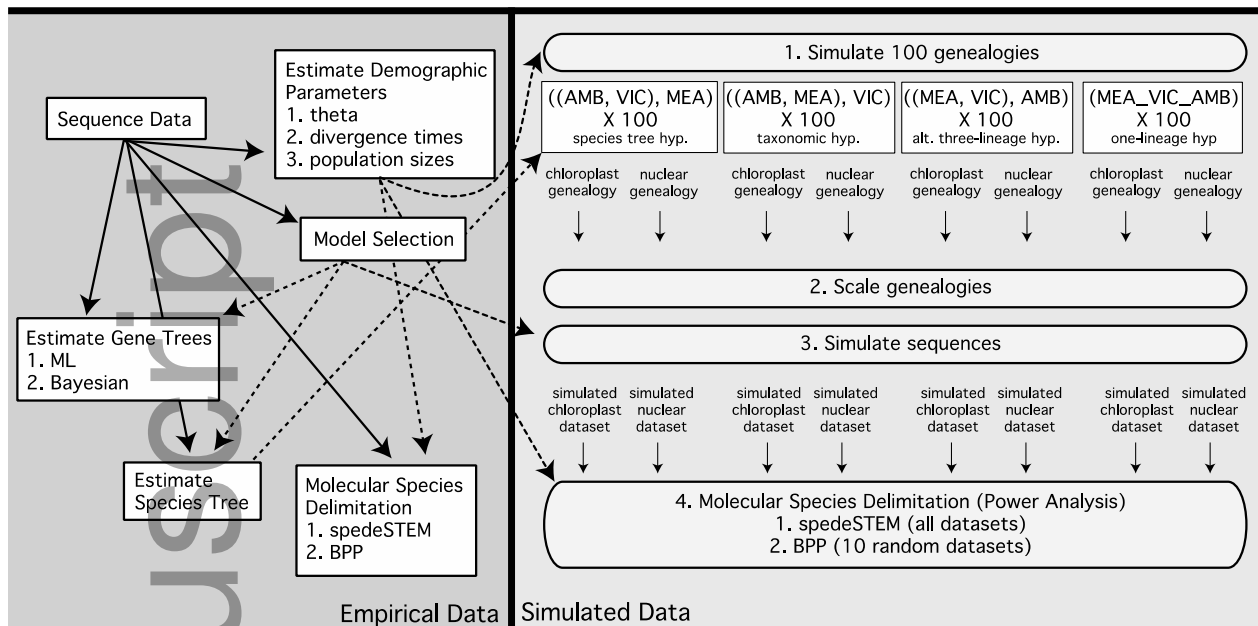 Sequence Data
Estimate Demographic
Parameters
1. theta
2. divergence times
3. population sizes
Model Selection
Estimate Gene Trees
1. ML
2. Bayesian
Estimate
Species Tree
Molecular Species
Delimitation
1. spedeSTEM
2. BPP
uscript
Empirical Data
1. Simulate 100 genealogies
((AMB, VIC), MEA)
X 100
species tree hyp.
((AMB, MEA), VIC)
X 100
taxonomic hyp.
((MEA, VIC), AMB)
X 100
alt. three-lineage hyp.
(MEA_VIC_AMB)
X 100
one-lineage hyp
chloroplast
genealogy
nuclear
genealogy
chloroplast
genealogy
nuclear
genealogy
chloroplast
genealogy
nuclear
genealogy
chloroplast
genealogy
nuclear
genealogy
2. Scale genealogies
3. Simulate sequences
simulated
chloroplast
dataset
simulated
nuclear
dataset
simulated
chloroplast
dataset
simulated
nuclear
dataset
simulated
chloroplast
dataset
simulated
nuclear
dataset
simulated
chloroplast
dataset
simulated
nuclear
dataset
4. Molecular Species Delimitation (Power Analysis)
1. spedeSTEM (all datasets)
2. BPP (10 random datasets)
Simulated Data